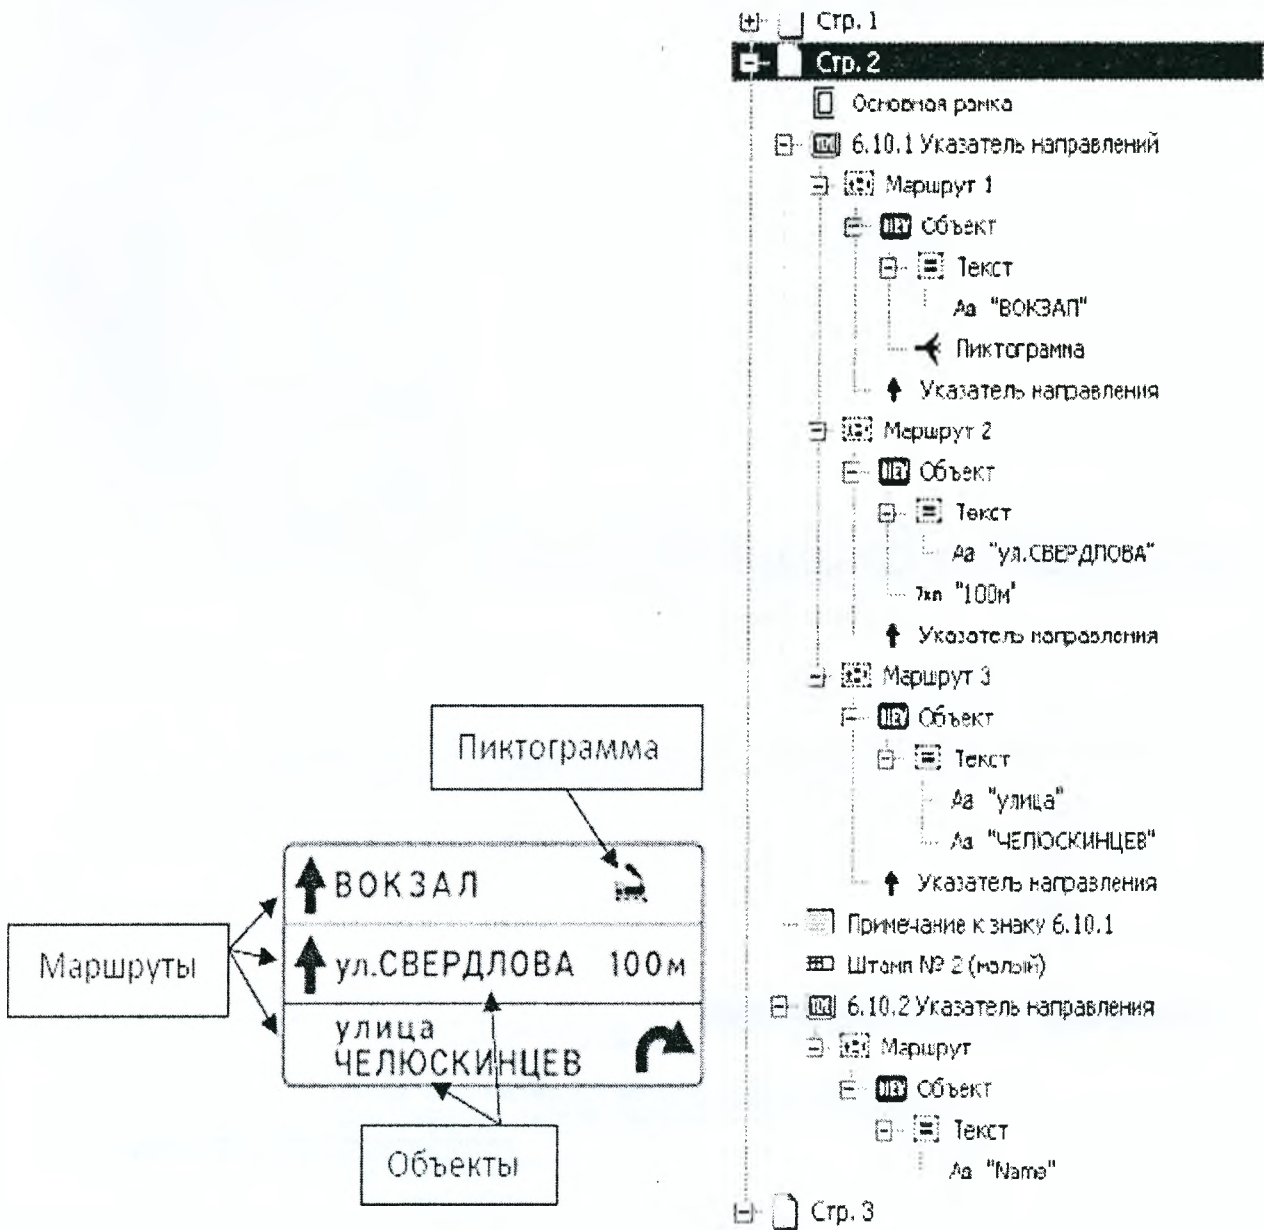 Стр. 1
Стр. 2
Основная рамка
6.10.1 Указатель направлений
Маршрут 1
Объект
Текст
Aa "ВОКЗАЛ"
Пиктограмма
Указатель направления
Маршрут 2
Объект
Текст
Aa "ул.СВЕРДЛОВА"
"100м"
Указатель направления
Маршрут 3
Объект
Текст
Aa "улица"
Aa "ЧЕЛЮСКИНЦЕВ"
Указатель направления
Примечание к знаку 6.10.1
Штамп № 2 (малый)
6.10.2 Указатель направления
Маршрут
Объект
Текст
Aa "Name"
Стр. 3
Пиктограмма
ВОКЗАЛ
ул.СВЕРДЛОВА 100м
улица
ЧЕЛЮСКИНЦЕВ
Маршруты
Объекты